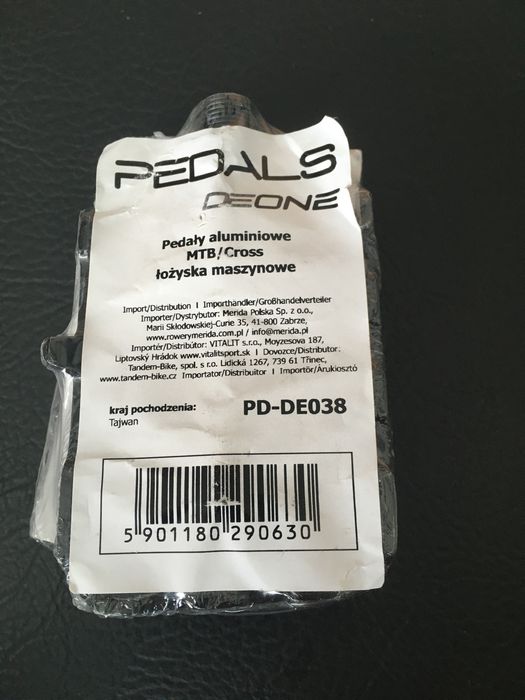 PEDALS
DEONE
Pedały aluminiowe
MTB/Cross
łożyska maszynowe
Import/Distribution | Importhändler/Großhandelverteiler
Importer/Dystrybutor: Merida Polska Sp. z o.o.,
Marii Skłodowskiej-Curie 35, 41-800 Zabrze,
www.rowerymerida.com.pl / info@merida.pl
Importér/Distribútor: VITALIT s.r.o., Moyzesova 187,
Liptovský Hrádok www.vitalitsport.sk | Dovozce/Distributor:
Tandem-Bike, spol. s r.o. Lidická 1267, 739 61 Třinec,
www.tandem-bike.cz Importator/Distribuitor | Importőr/Árukiosztó
kraj pochodzenia: PD-DE038
Tajwan
5 901180 290630